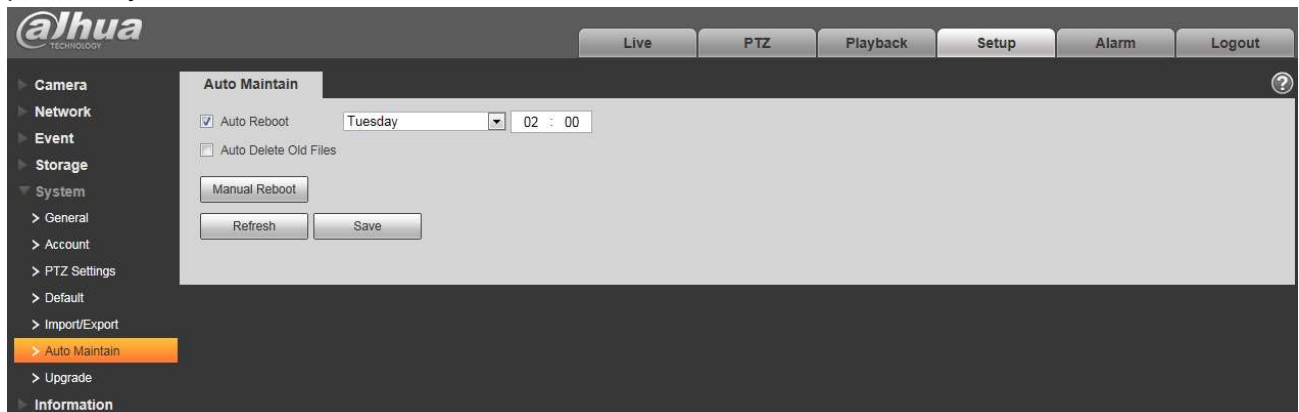 alhua
TECHNOLOGY
Live PTZ Playback Setup Alarm Logout
Auto Maintain
?
Camera
Network
Event
Storage
System
> General
> Account
> PTZ Settings
> Default
> Import/Export
> Auto Maintain
> Upgrade
Information
Auto Reboot Tuesday 02 : 00
Auto Delete Old Files
Manual Reboot
Refresh Save